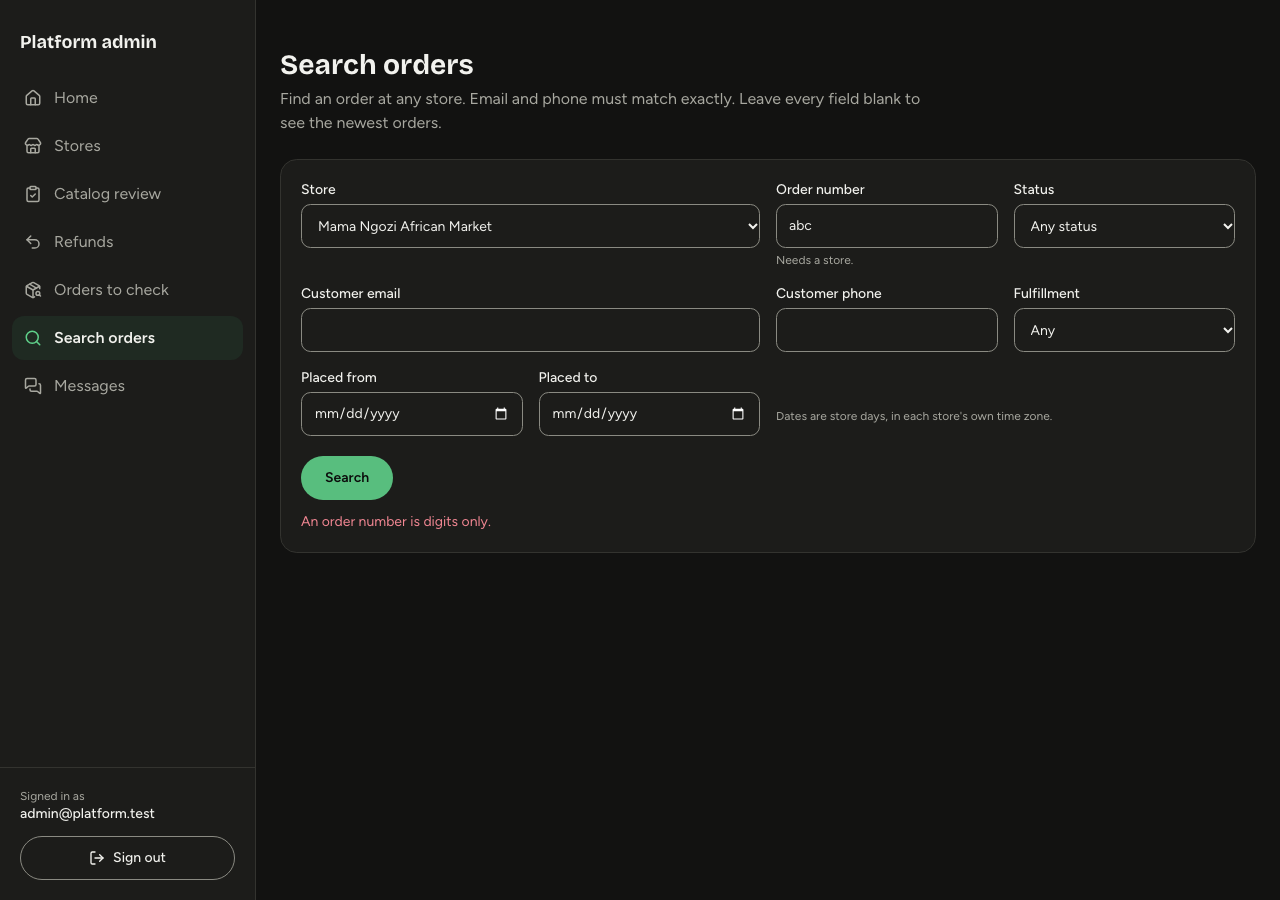 Platform admin
Home
Stores
Catalog review
Refunds
Orders to check
Search orders
Messages
Signed in as
admin@platform.test
Sign out
Search orders
Find an order at any store. Email and phone must match exactly. Leave every field blank to
see the newest orders.
Store
Order number
Status
Mama Ngozi African Market
abc
Any status
Needs a store.
Customer email
Customer phone
Fulfillment
Any
Placed from
Placed to
mm/dd/yyyy
mm/dd/yyyy
Dates are store days, in each store's own time zone.
Search
An order number is digits only.